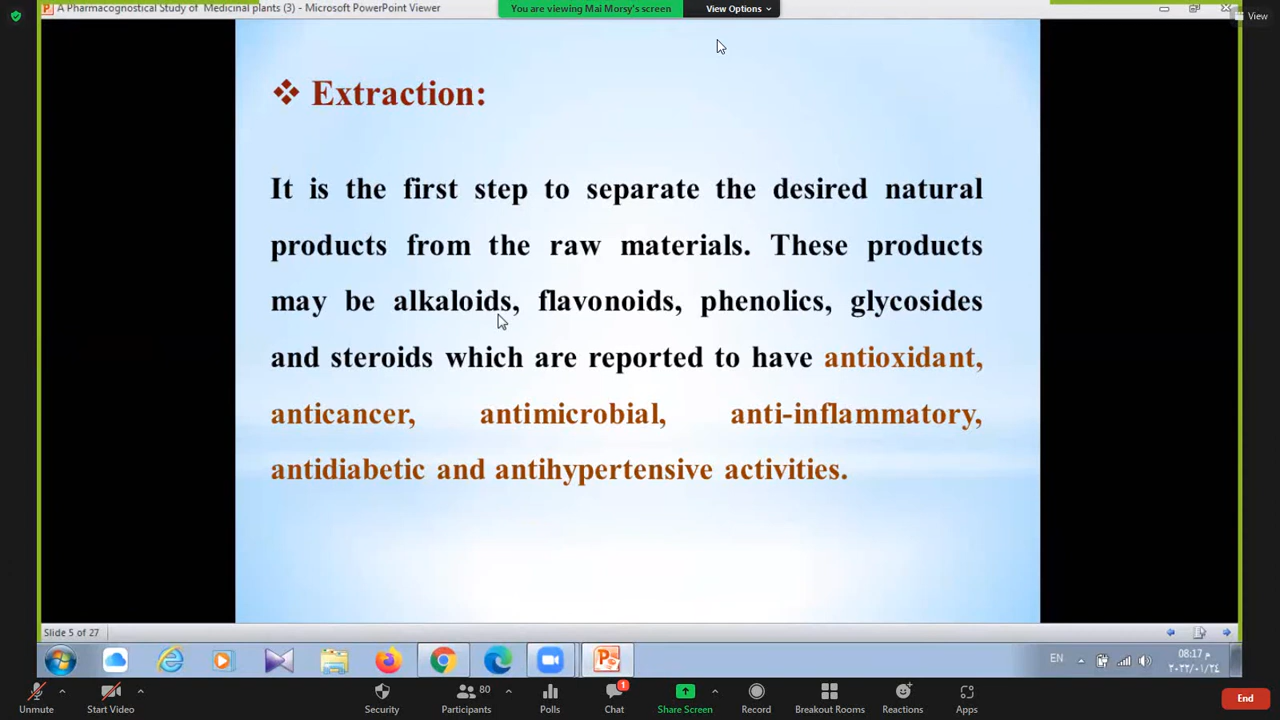 A Pharmacognostical Study of Medicinal plants (3) - Microsoft PowerPoint Viewer
You are viewing Mai Morsy's screen
View Options
View
❖ Extraction:
It is the first step to separate the desired natural
products from the raw materials. These products
may be alkaloids, flavonoids, phenolics, glycosides
and steroids which are reported to have antioxidant,
anticancer, antimicrobial, anti-inflammatory,
antidiabetic and antihypertensive activities.
Slide 5 of 27
EN
08:17 م
٢٠٢٢/٠١/٢٤
Unmute
Start Video
Security
Participants 80
Polls
Chat 1
Share Screen
Record
Breakout Rooms
Reactions
Apps
End